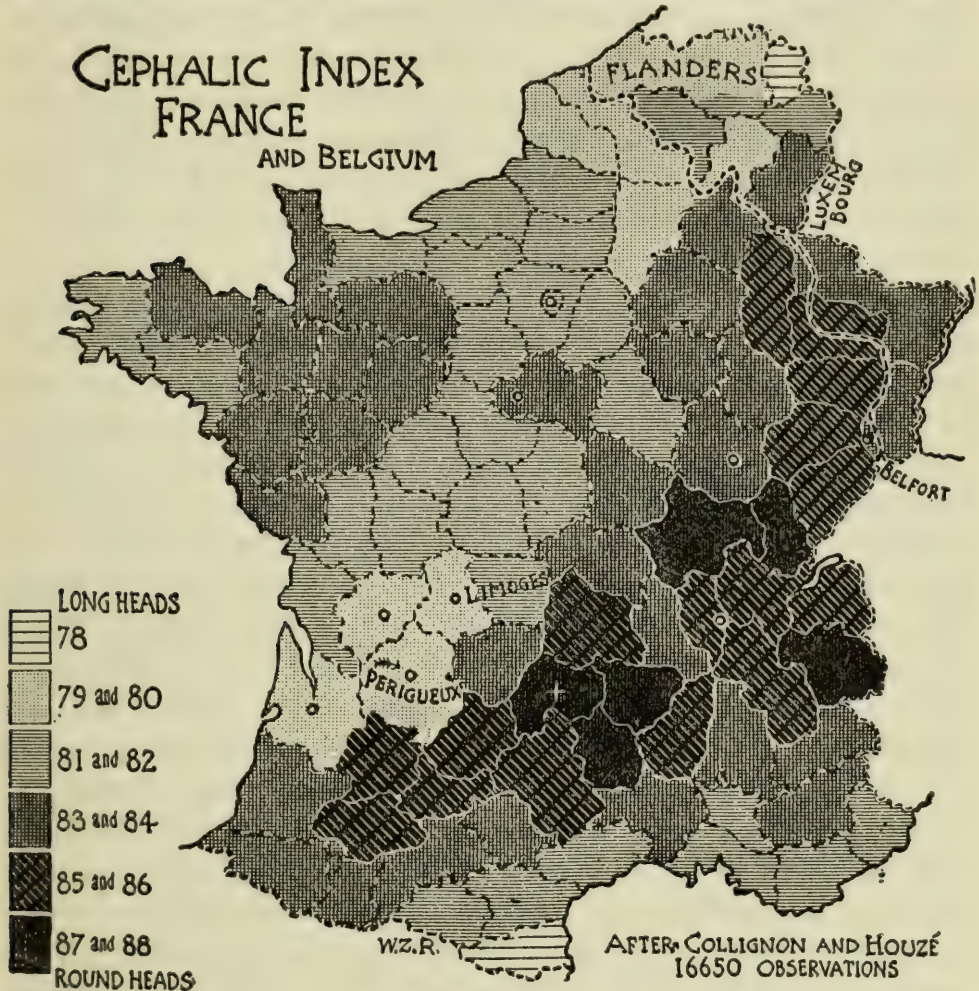 CEPHALIC INDEX
FRANCE
AND BELGIUM
FLANDERS
LUXEM
BOURG
BELFORT
LIMOGES
PERIGUEUX
LONG HEADS
78
79 and 80
81 and 82
83 and 84
85 and 86
87 and 88
ROUND HEADS
W.Z.R.
AFTER COLLIGNON AND HOUZÉ
16650 OBSERVATIONS